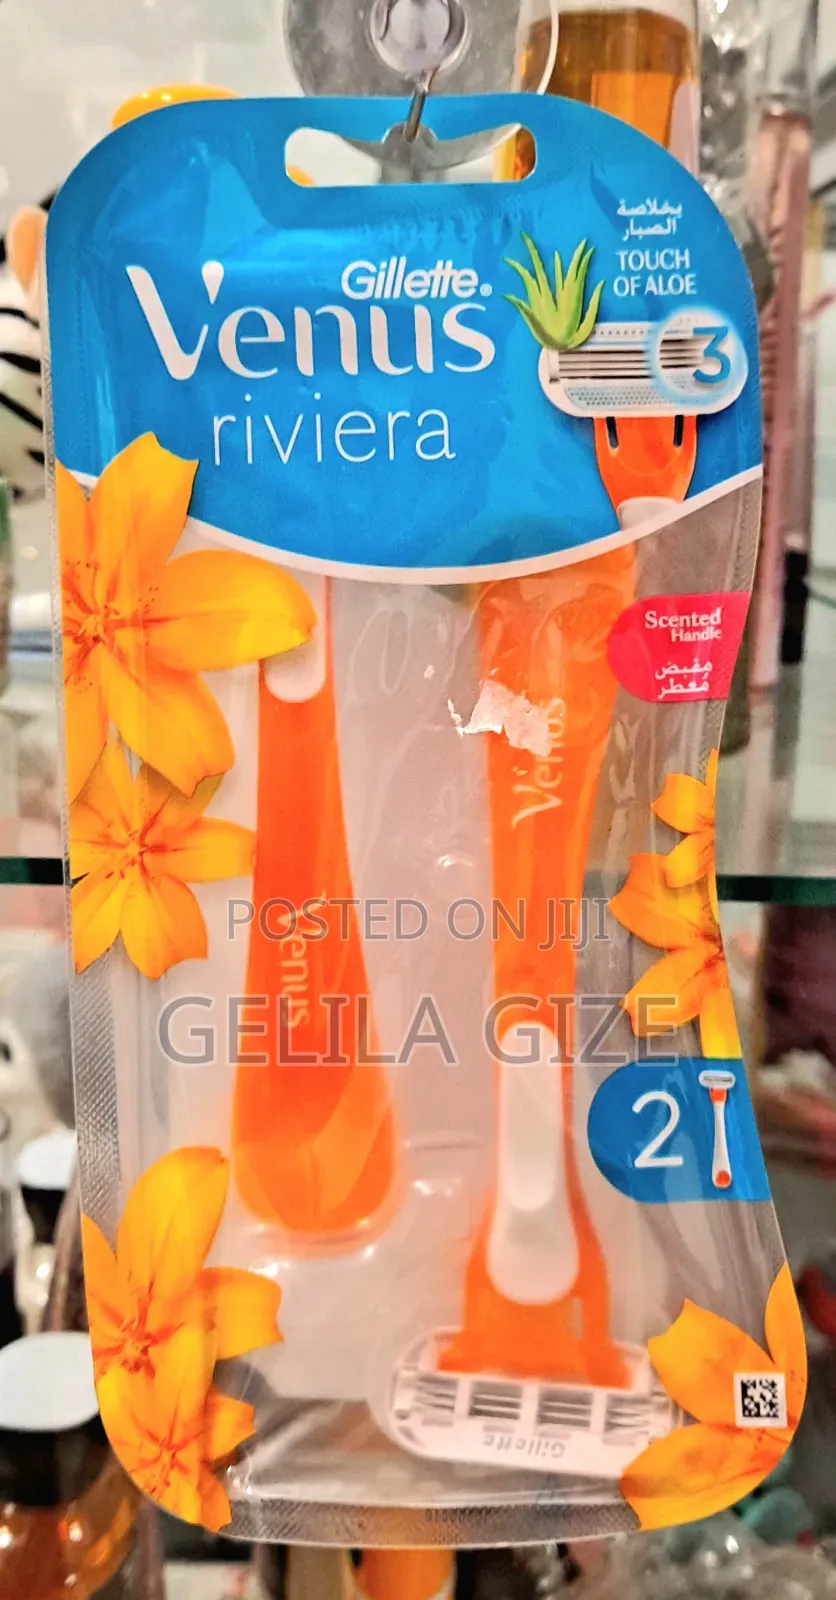 بخلاصة
الصبار
TOUCH
OF ALOE
Gillette
Venus
riviera
3
Scented
Handle
مقبض
مُعطر
Venus
Venus
POSTED ON JIJI
GELILA GIZE
2
Gillette